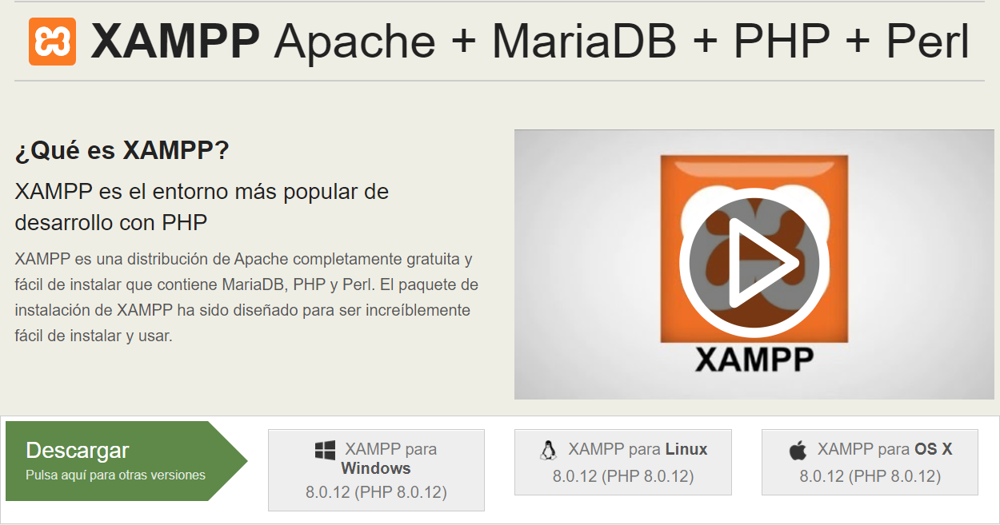 XAMPP Apache + MariaDB + PHP + Perl
¿Qué es XAMPP?
XAMPP es el entorno más popular de
desarrollo con PHP
XAMPP es una distribución de Apache completamente gratuita y
fácil de instalar que contiene MariaDB, PHP y Perl. El paquete de
instalación de XAMPP ha sido diseñado para ser increíblemente
fácil de instalar y usar.
XAMPP
Descargar
Pulsa aquí para otras versiones
XAMPP para
Windows
8.0.12 (PHP 8.0.12)
XAMPP para Linux
8.0.12 (PHP 8.0.12)
XAMPP para OS X
8.0.12 (PHP 8.0.12)